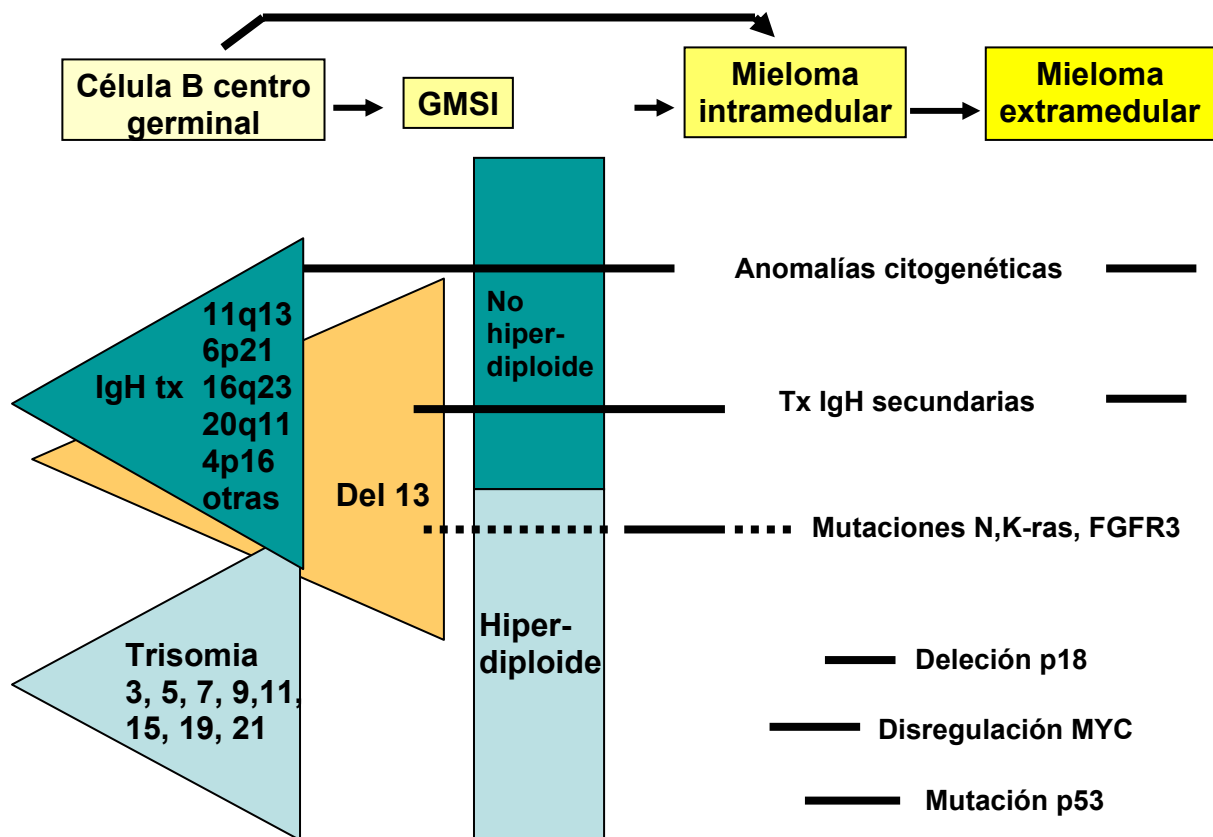 Célula B centro
germinal
GMSI
Mieloma
intramedular
Mieloma
extramedular
Anomalías citogenéticas
No
hiper-
diploide
11q13
6p21
IgH tx
16q23
20q11
4p16
otras
Tx IgH secundarias
Del 13
Mutaciones N,K-ras, FGFR3
Hiper-
diploide
Trisomia
3, 5, 7, 9,11,
15, 19, 21
Deleción p18
Disregulación MYC
Mutación p53